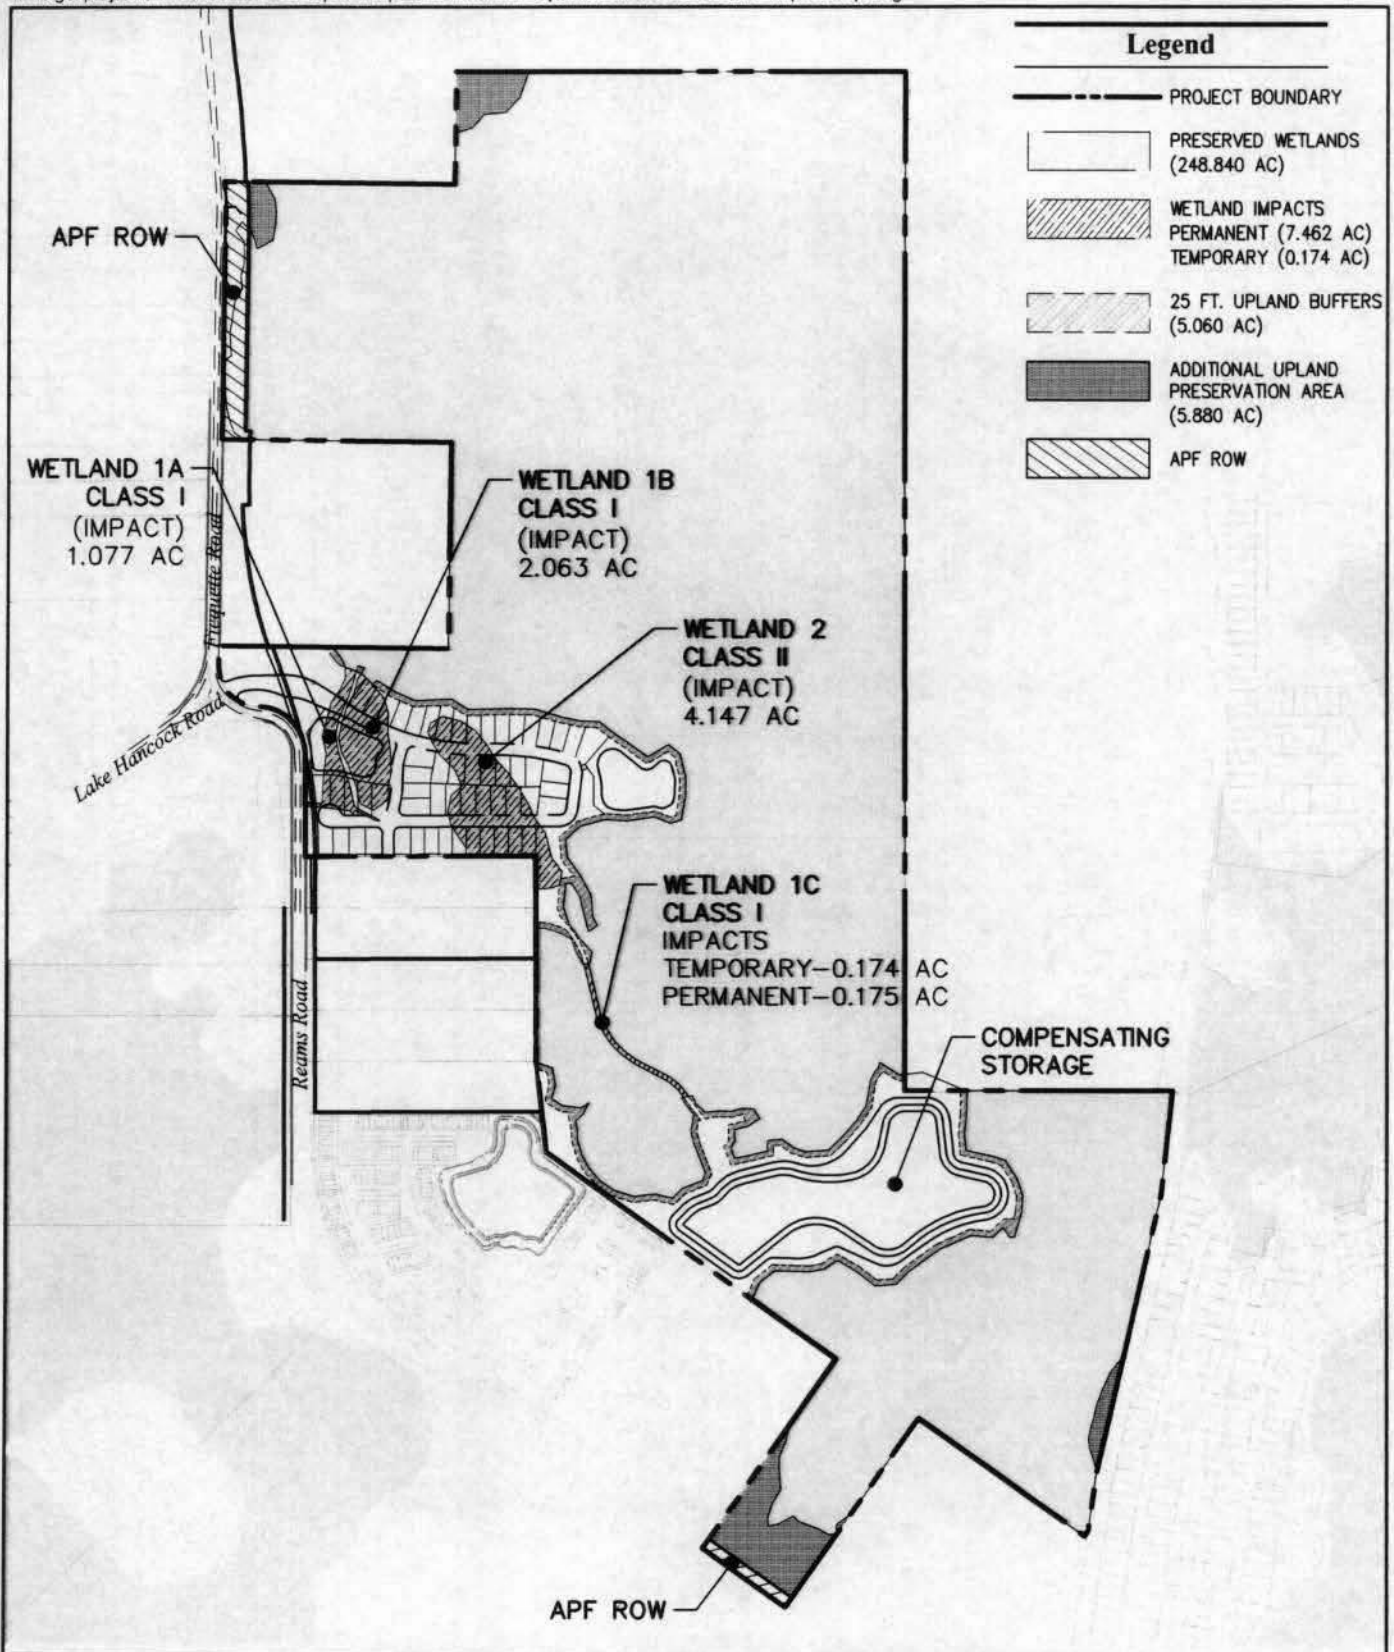 Legend
PROJECT BOUNDARY
PRESERVED WETLANDS
(248.840 AC)
WETLAND IMPACTS
PERMANENT (7.462 AC)
TEMPORARY (0.174 AC)
25 FT. UPLAND BUFFERS
(5.060 AC)
ADDITIONAL UPLAND
PRESERVATION AREA
(5.880 AC)
APF ROW
APF ROW
WETLAND 1A
CLASS I
(IMPACT)
1.077 AC
WETLAND 1B
CLASS I
(IMPACT)
2.063 AC
Ficquette Road
WETLAND 2
CLASS II
(IMPACT)
4.147 AC
Lake Hancock Road
WETLAND 1C
CLASS I
IMPACTS
TEMPORARY-0.174 AC
PERMANENT-0.175 AC
Reams Road
COMPENSATING
STORAGE
APF ROW